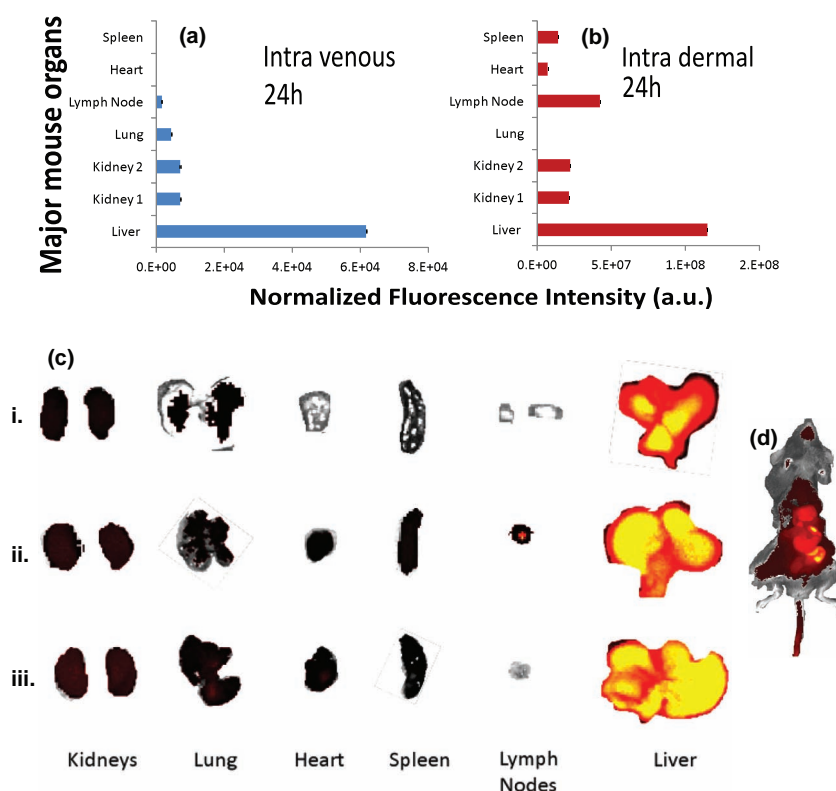 Major mouse organs
(a)
Intra venous
24h
Spleen
Heart
Lymph Node
Lung
Kidney 2
Kidney 1
Liver
0.E+00 2.E+04 4.E+04 6.E+04 8.E+04
(b)
Intra dermal
24h
Spleen
Heart
Lymph Node
Lung
Kidney 2
Kidney 1
Liver
0.E+00 5.E+07 1.E+08 2.E+08
Normalized Fluorescence Intensity (a.u.)
(c)
i.
(d)
ii.
iii.
Kidneys Lung Heart Spleen Lymph Nodes Liver